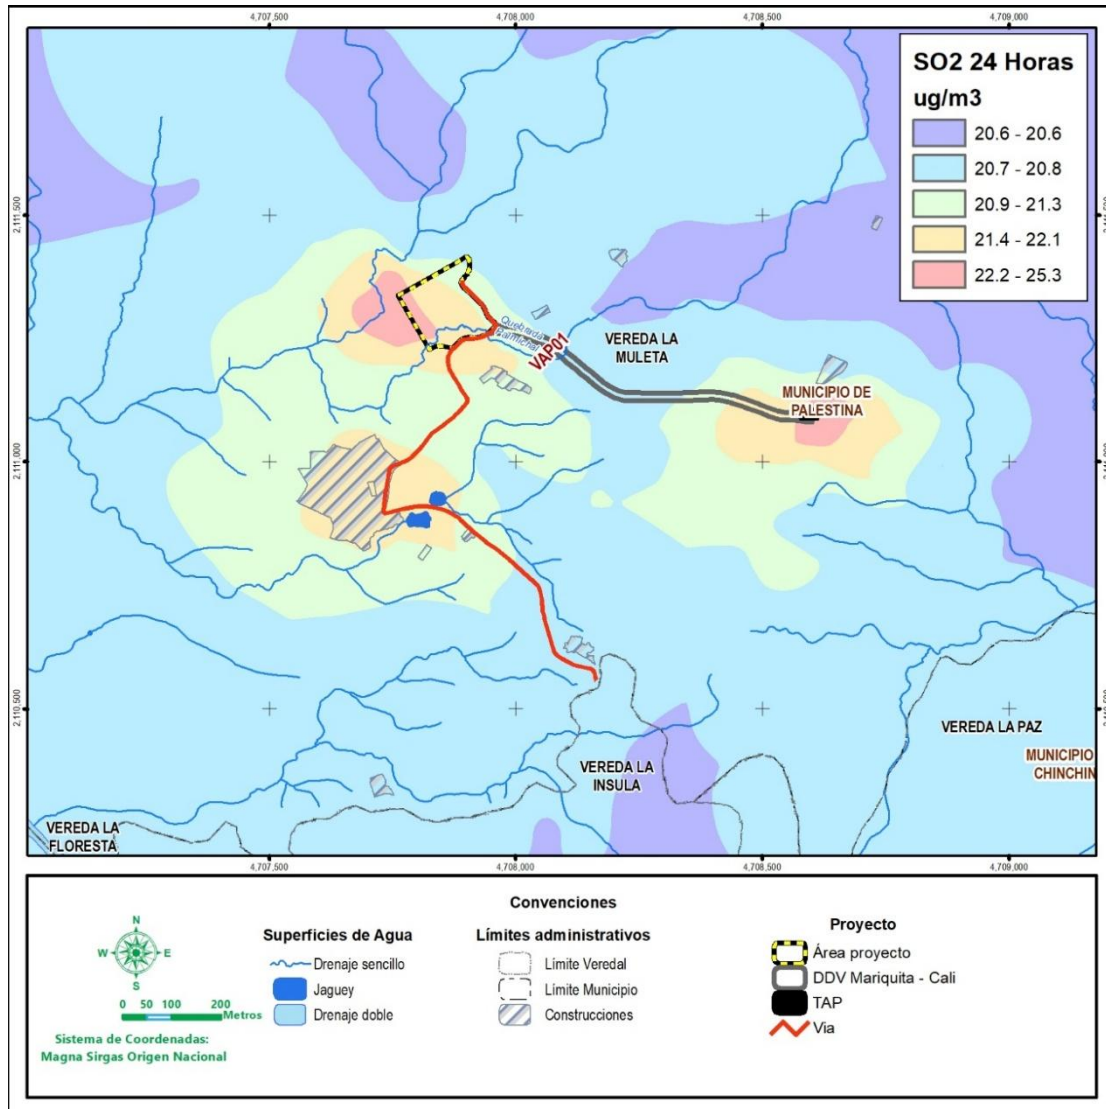 4,707,500
4,708,000
4,708,500
4,709,000
SO2 24 Horas
ug/m3
20.6 - 20.6
20.7 - 20.8
20.9 - 21.3
21.4 - 22.1
22.2 - 25.3
2,111,500
Quebrada
Palmichal
VAP01
VEREDA LA
MULETA
MUNICIPIO DE
PALESTINA
2,111,000
2,110,500
VEREDA LA PAZ
MUNICIPIO
CHINCHIN
VEREDA LA
INSULA
VEREDA LA
FLORESTA
4,707,500
4,708,000
4,708,500
4,709,000
Convenciones
N
W
E
S
0 50 100 200
Metros
Sistema de Coordenadas:
Magna Sirgas Origen Nacional
Superficies de Agua
Drenaje sencillo
Jaguey
Drenaje doble
Límites administrativos
Límite Veredal
Límite Municipio
Construcciones
Proyecto
Área proyecto
DDV Mariquita - Cali
TAP
Via